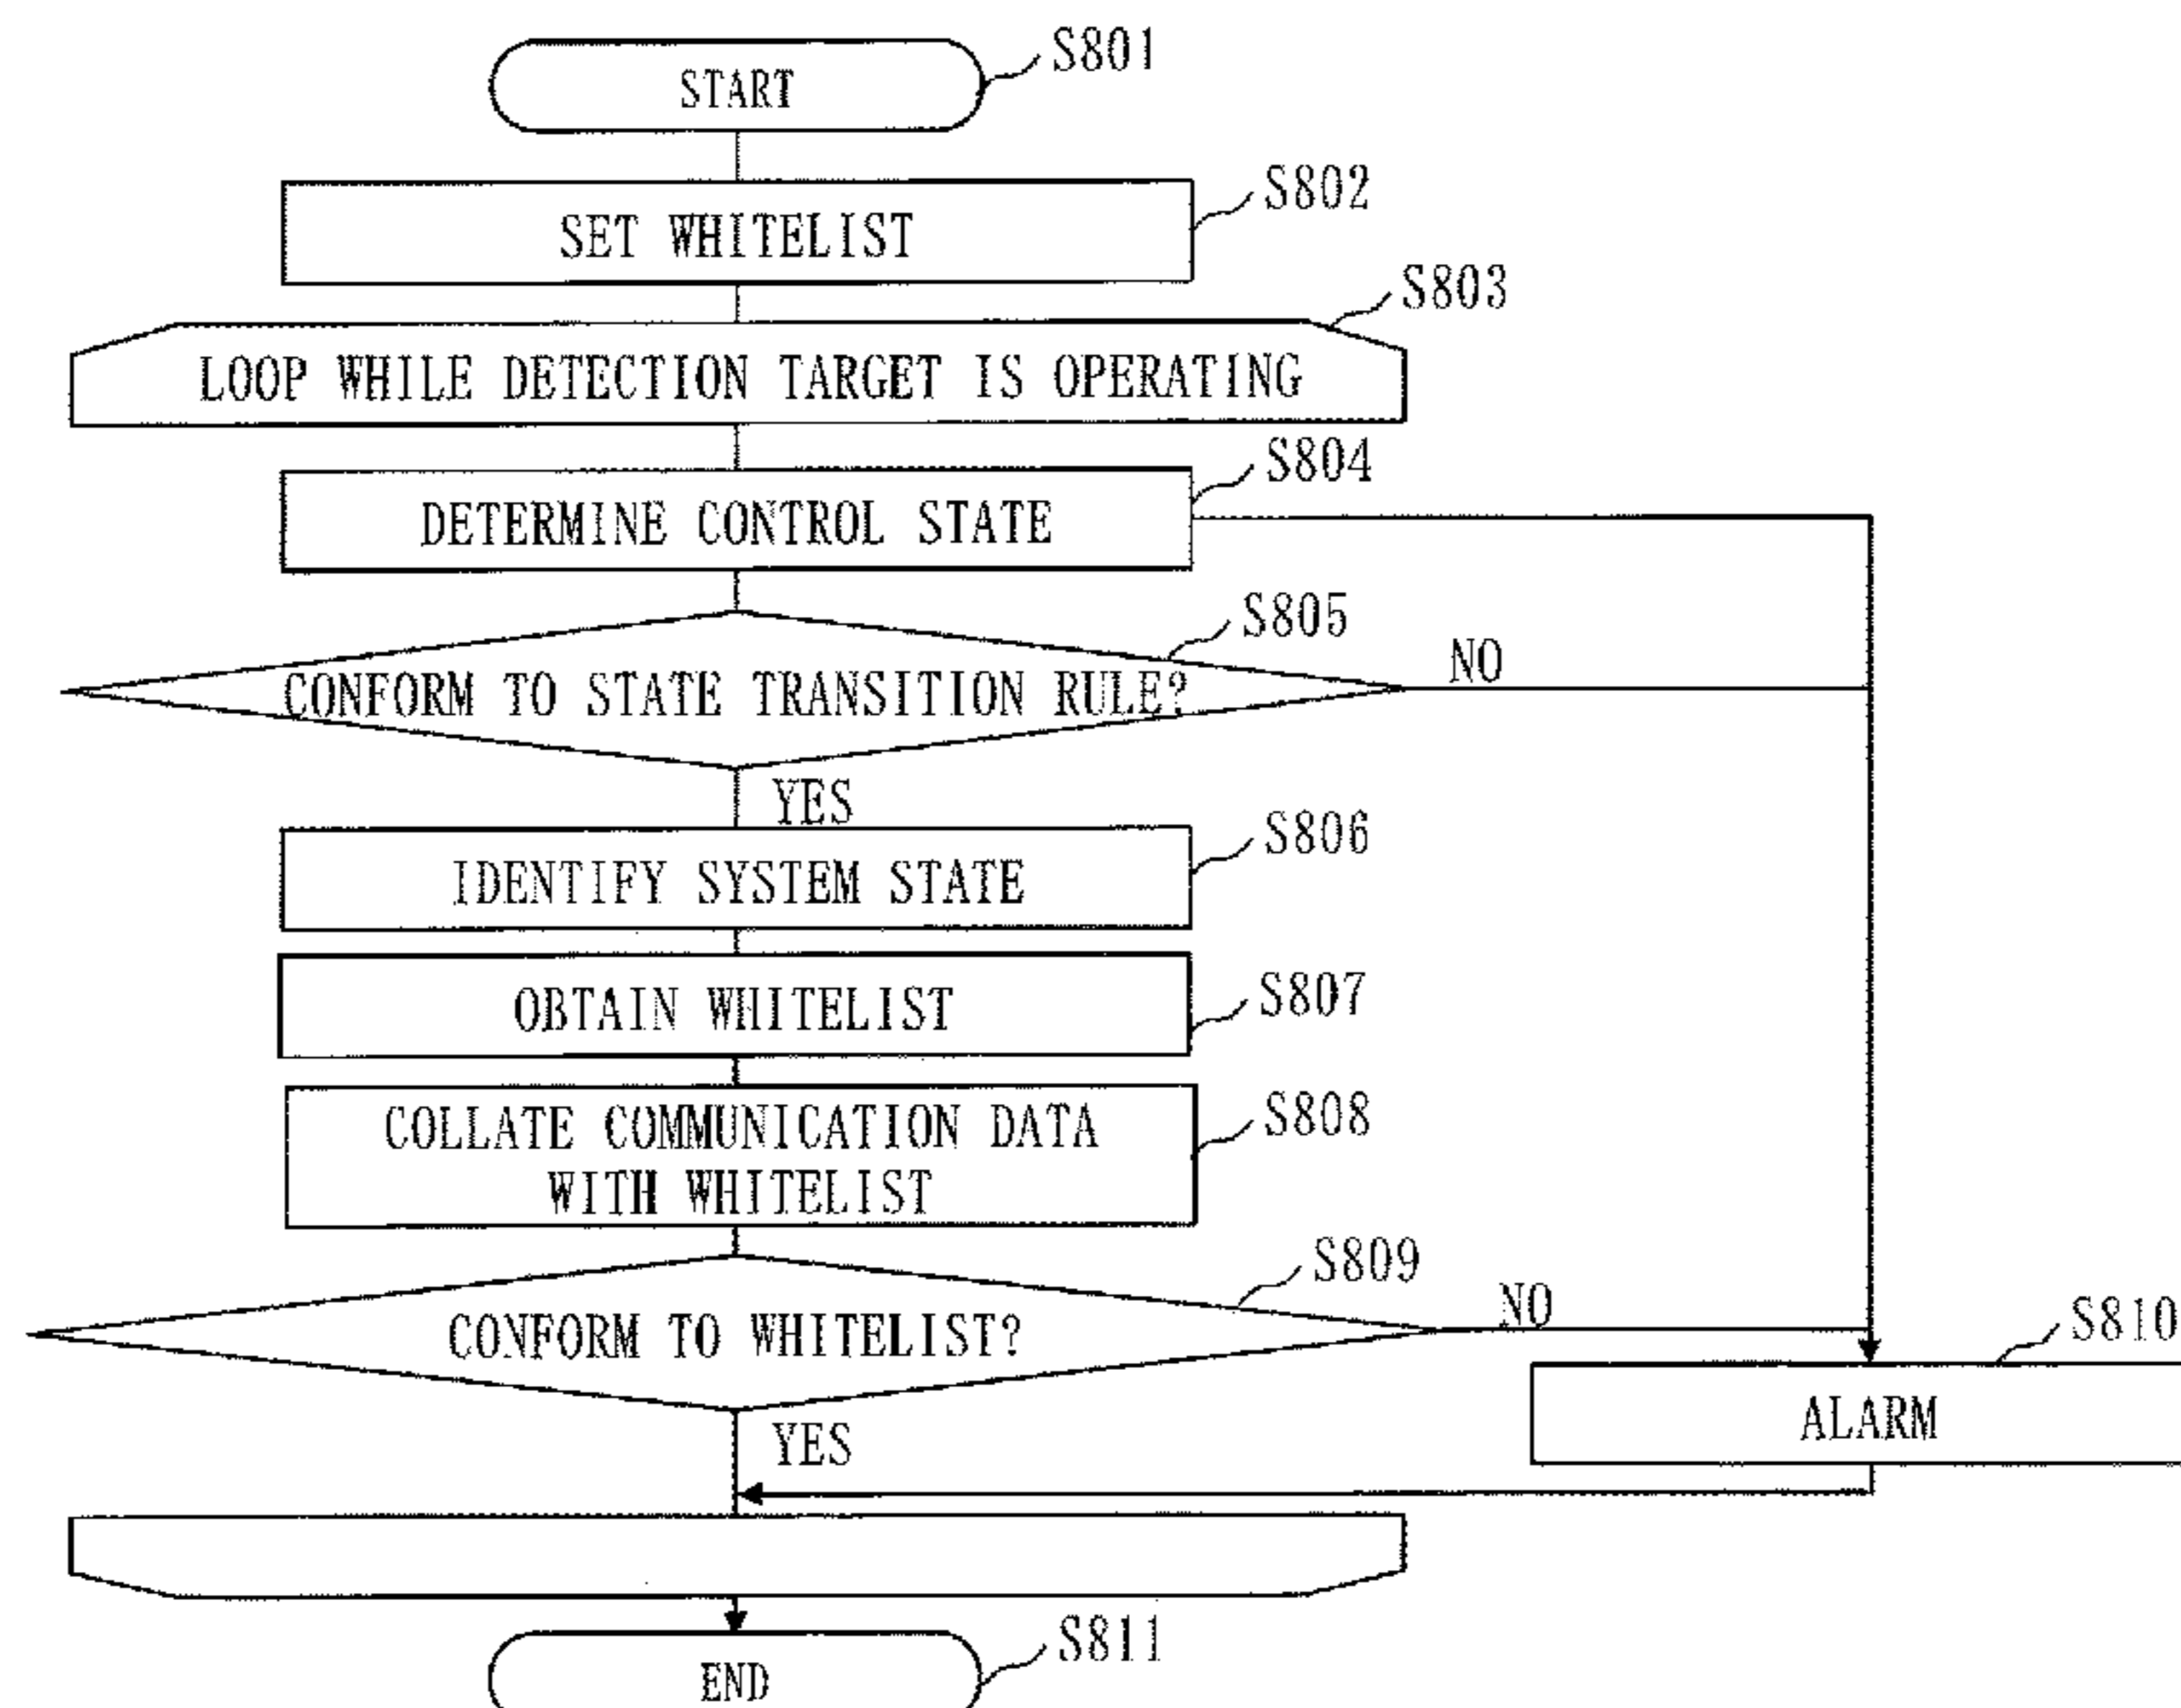 START
S801
SET WHITELIST
S802
LOOP WHILE DETECTION TARGET IS OPERATING
S803
DETERMINE CONTROL STATE
S804
CONFORM TO STATE TRANSITION RULE?
S805
NO
YES
IDENTIFY SYSTEM STATE
S806
OBTAIN WHITELIST
S807
COLLATE COMMUNICATION DATA
WITH WHITELIST
S808
CONFORM TO WHITELIST?
S809
NO
YES
ALARM
S810
END
S811